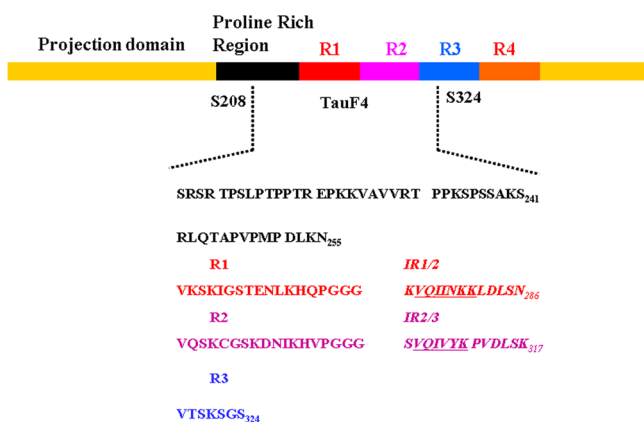 Proline Rich
Projection domain Region R1 R2 R3 R4
S208 TauF4 S324
SRSR TPSLPTPPTR EPKKVAVVRT PPKSPSSAKS241
RLQTAPVPMP DLKN255
R1 IR1/2
VKSKIGSTENLKHQPGGG KVQIINKKLDLSN286
R2 IR2/3
VQSKCGSKDNIKHVPGGG SVQIVYK PVDLSK317
R3
VTSKSGS324